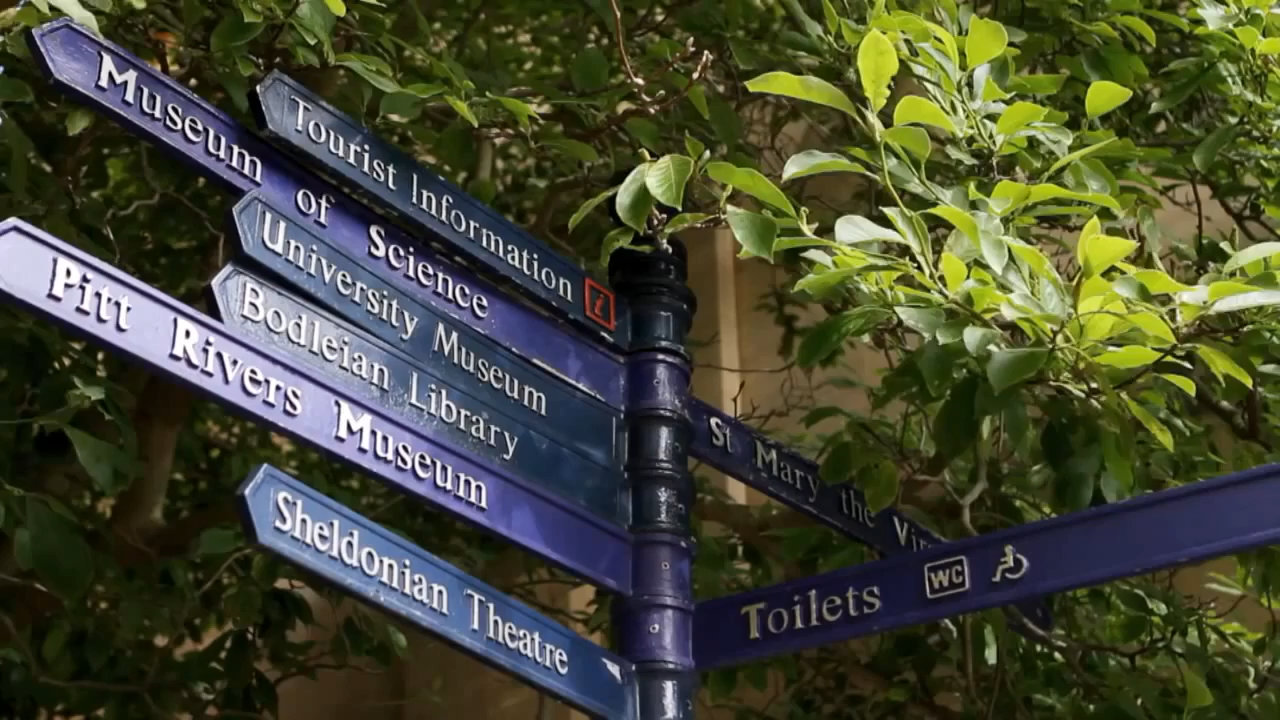 Tourist Information i
Museum of Science
University Museum
Bodleian Library
Pitt Rivers Museum
Sheldonian Theatre
St Mary the
Toilets WC